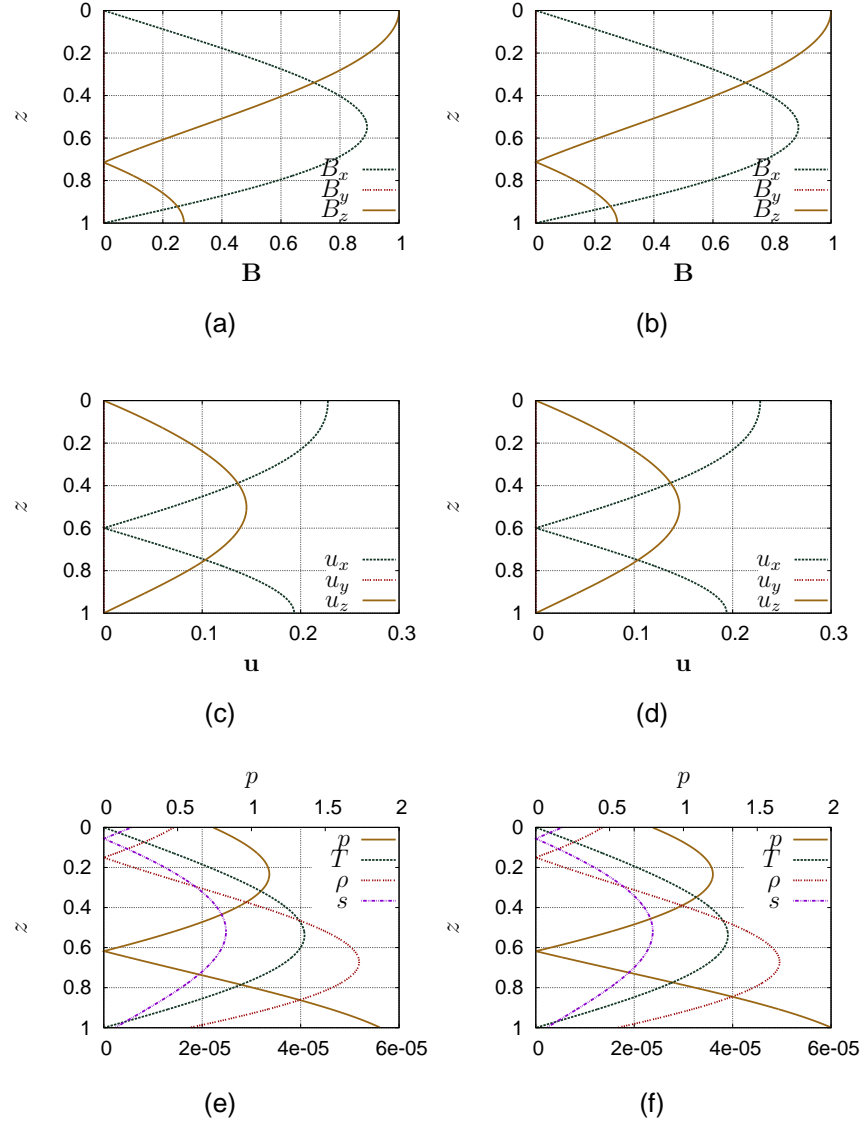 0
0.2
0.4
0.6
0.8
1
z
B_x
B_y
B_z
0 0.2 0.4 0.6 0.8 1
B
(a)
0
0.2
0.4
0.6
0.8
1
z
B_x
B_y
B_z
0 0.2 0.4 0.6 0.8 1
B
(b)
0
0.2
0.4
0.6
0.8
1
z
u_x
u_y
u_z
0 0.1 0.2 0.3
u
(c)
0
0.2
0.4
0.6
0.8
1
z
u_x
u_y
u_z
0 0.1 0.2 0.3
u
(d)
p
0 0.5 1 1.5 2
0
0.2
0.4
0.6
0.8
1
z
p
T
ρ
s
0 2e-05 4e-05 6e-05
(e)
p
0 0.5 1 1.5 2
0
0.2
0.4
0.6
0.8
1
z
p
T
ρ
s
0 2e-05 4e-05 6e-05
(f)